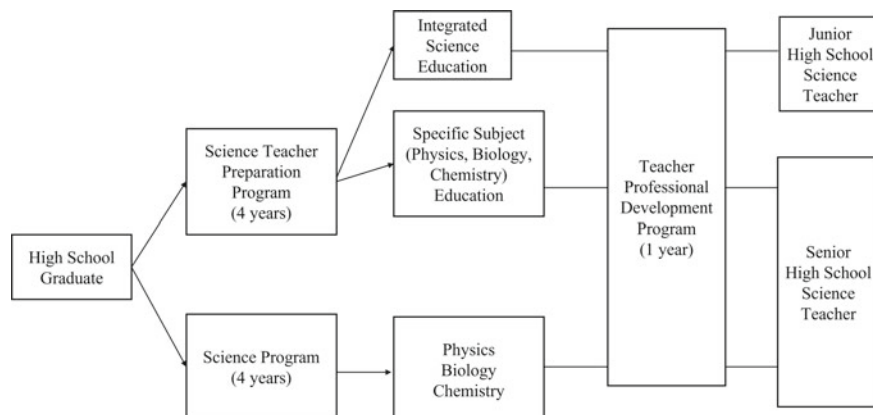 High School
Graduate
Science Teacher
Preparation
Program
(4 years)
Science Program
(4 years)
Integrated
Science
Education
Specific Subject
(Physics, Biology,
Chemistry)
Education
Physics
Biology
Chemistry
Teacher
Professional
Development
Program
(1 year)
Junior
High School
Science
Teacher
Senior
High School
Science
Teacher